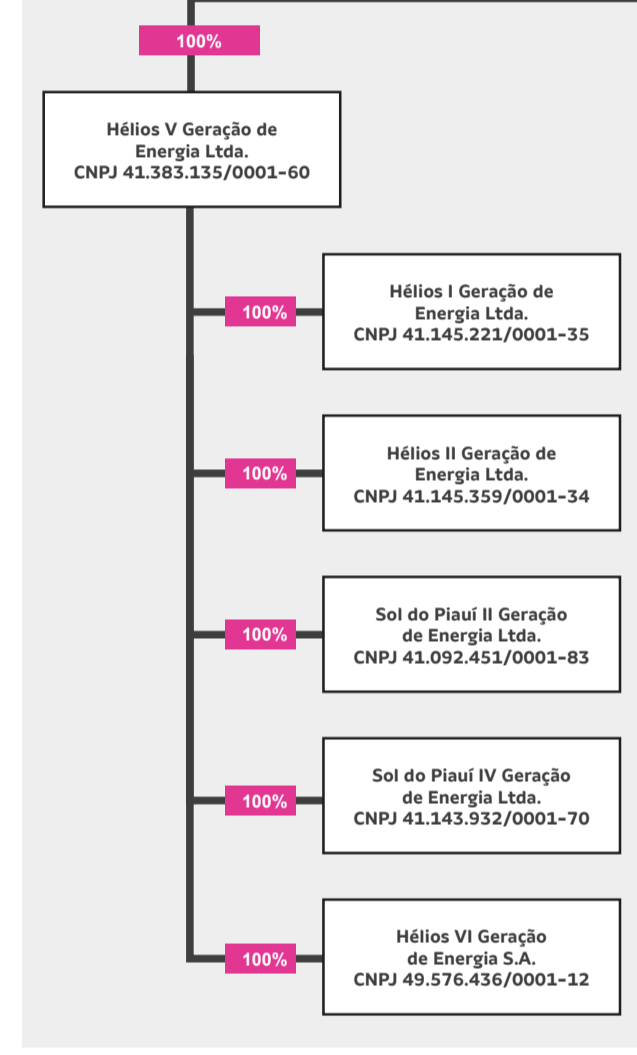 100%
Hélios V Geração de
Energia Ltda.
CNPJ 41.383.135/0001-60
100%
Hélios I Geração de
Energia Ltda.
CNPJ 41.145.221/0001-35
100%
Hélios II Geração de
Energia Ltda.
CNPJ 41.145.359/0001-34
100%
Sol do Piauí II Geração
de Energia Ltda.
CNPJ 41.092.451/0001-83
100%
Sol do Piauí IV Geração
de Energia Ltda.
CNPJ 41.143.932/0001-70
100%
Hélios VI Geração
de Energia S.A.
CNPJ 49.576.436/0001-12